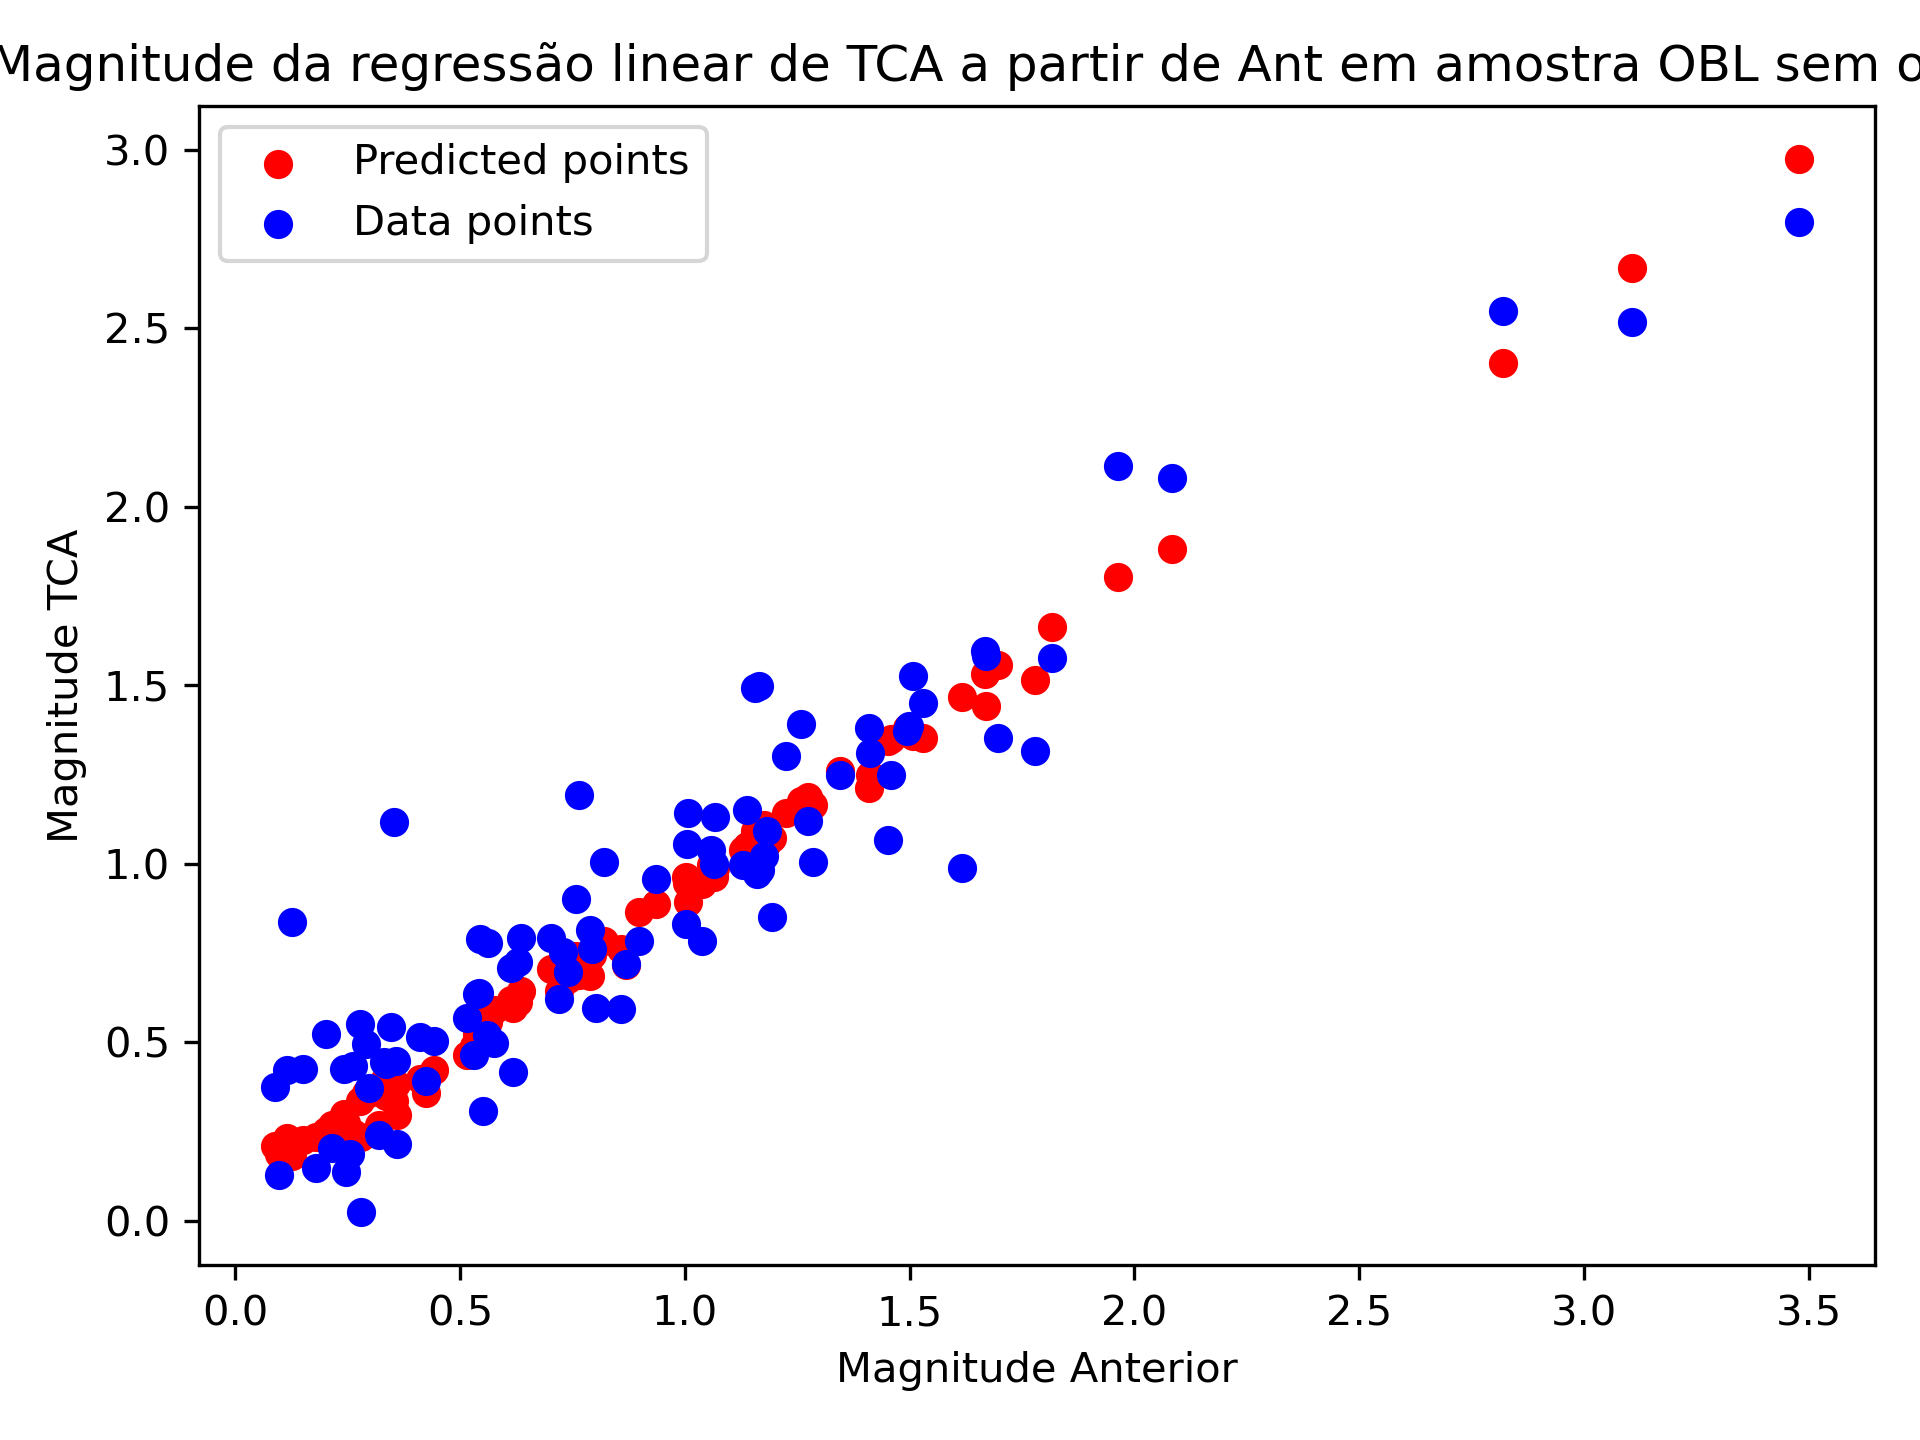 Magnitude da regressão linear de TCA a partir de Ant em amostra OBL sem
Predicted points
Data points
3.0
2.5
2.0
1.5
1.0
0.5
0.0
Magnitude TCA
0.0 0.5 1.0 1.5 2.0 2.5 3.0 3.5
Magnitude Anterior